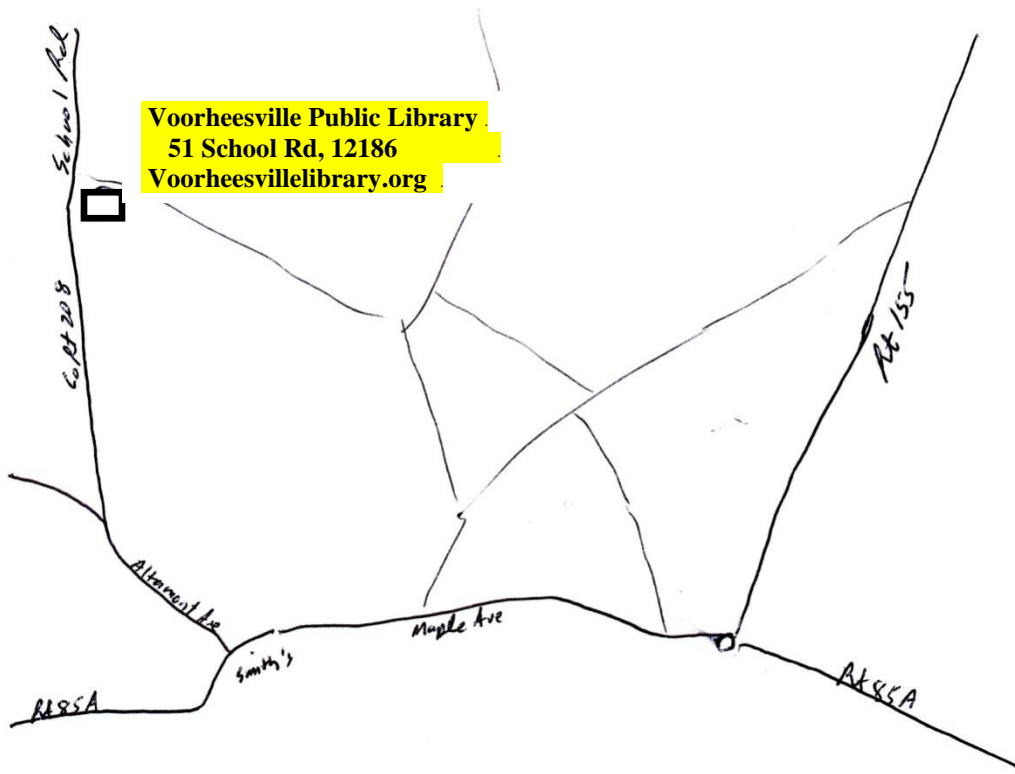 School Rd
Voorheesville Public Library
51 School Rd, 12186
Voorheesvillelibrary.org
Co Rt 208
Rt 155
Altamont Ave
Maple Ave
Smith's
Rt 85A
Rt 85A